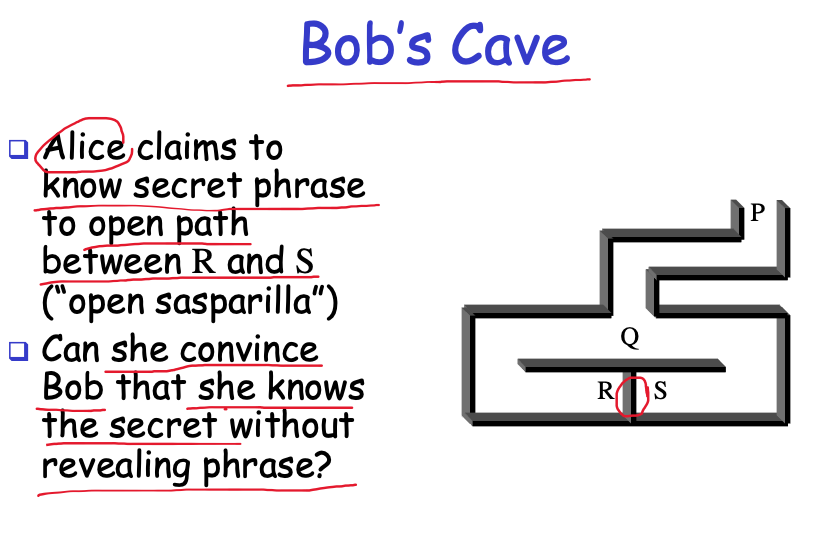 Bob's Cave
Alice claims to
know secret phrase
to open path
between R and S
("open sasparilla")
Can she convince
Bob that she knows
the secret without
revealing phrase?
P
Q
R
S